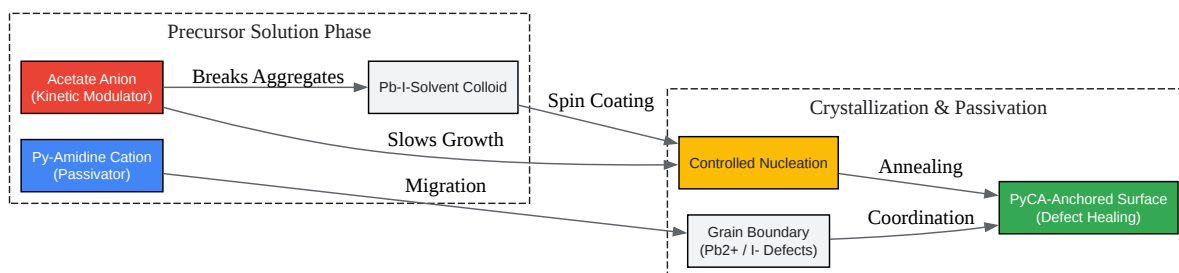 Precursor Solution Phase
Acetate Anion
(Kinetic Modulator)
Breaks Aggregates
Pb-I-Solvent Colloid
Py-Amidine Cation
(Passivator)
Spin Coating
Slows Growth
Migration
Crystallization & Passivation
Controlled Nucleation
Annealing
Grain Boundary
(Pb2+ / I- Defects)
Coordination
PyCA-Anchored Surface
(Defect Healing)